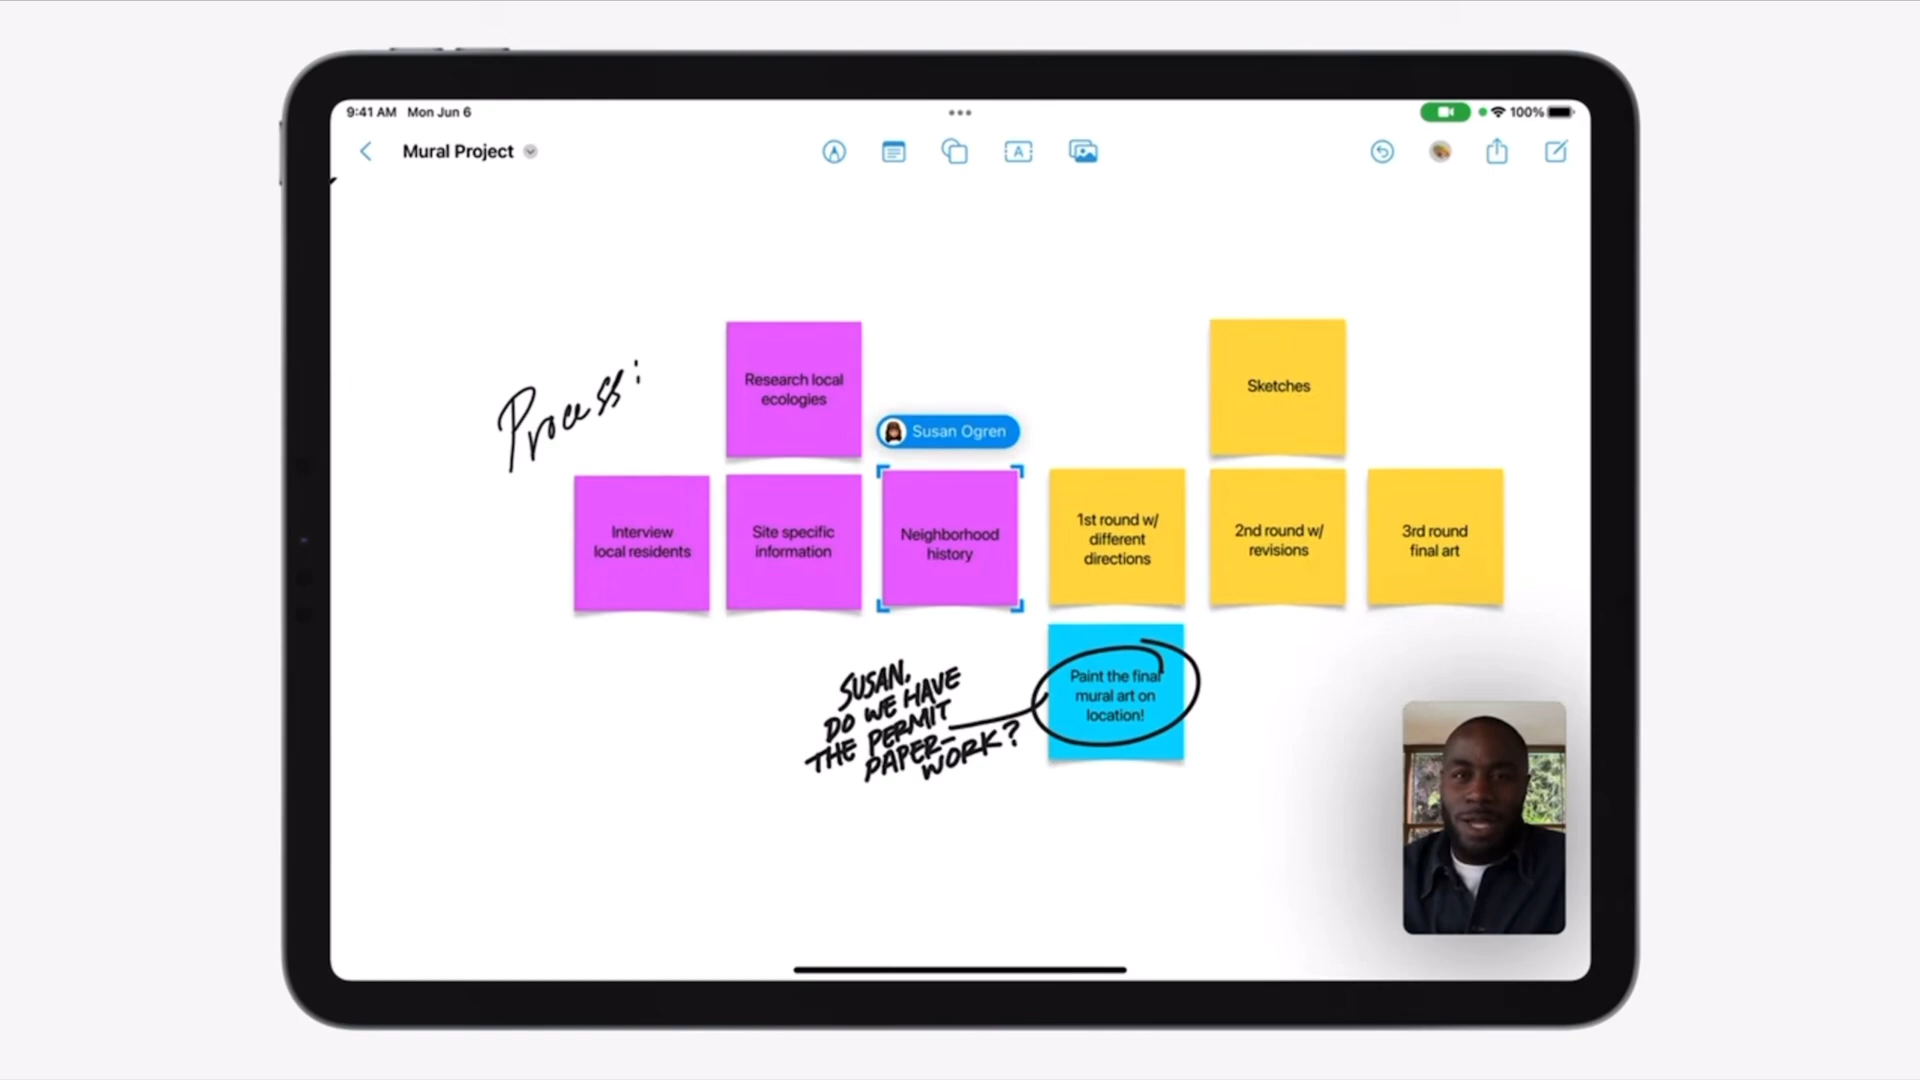 9:41 AM Mon Jun 6
100%
Mural Project
A
Process:
Research local
ecologies
Susan Ogren
Sketches
Interview
local residents
Site specific
information
Neighborhood
history
1st round w/
different
directions
2nd round w/
revisions
3rd round
final art
SUSAN,
DO WE HAVE
THE PERMIT
PAPER-
WORK?
Paint the final
mural art on
location!